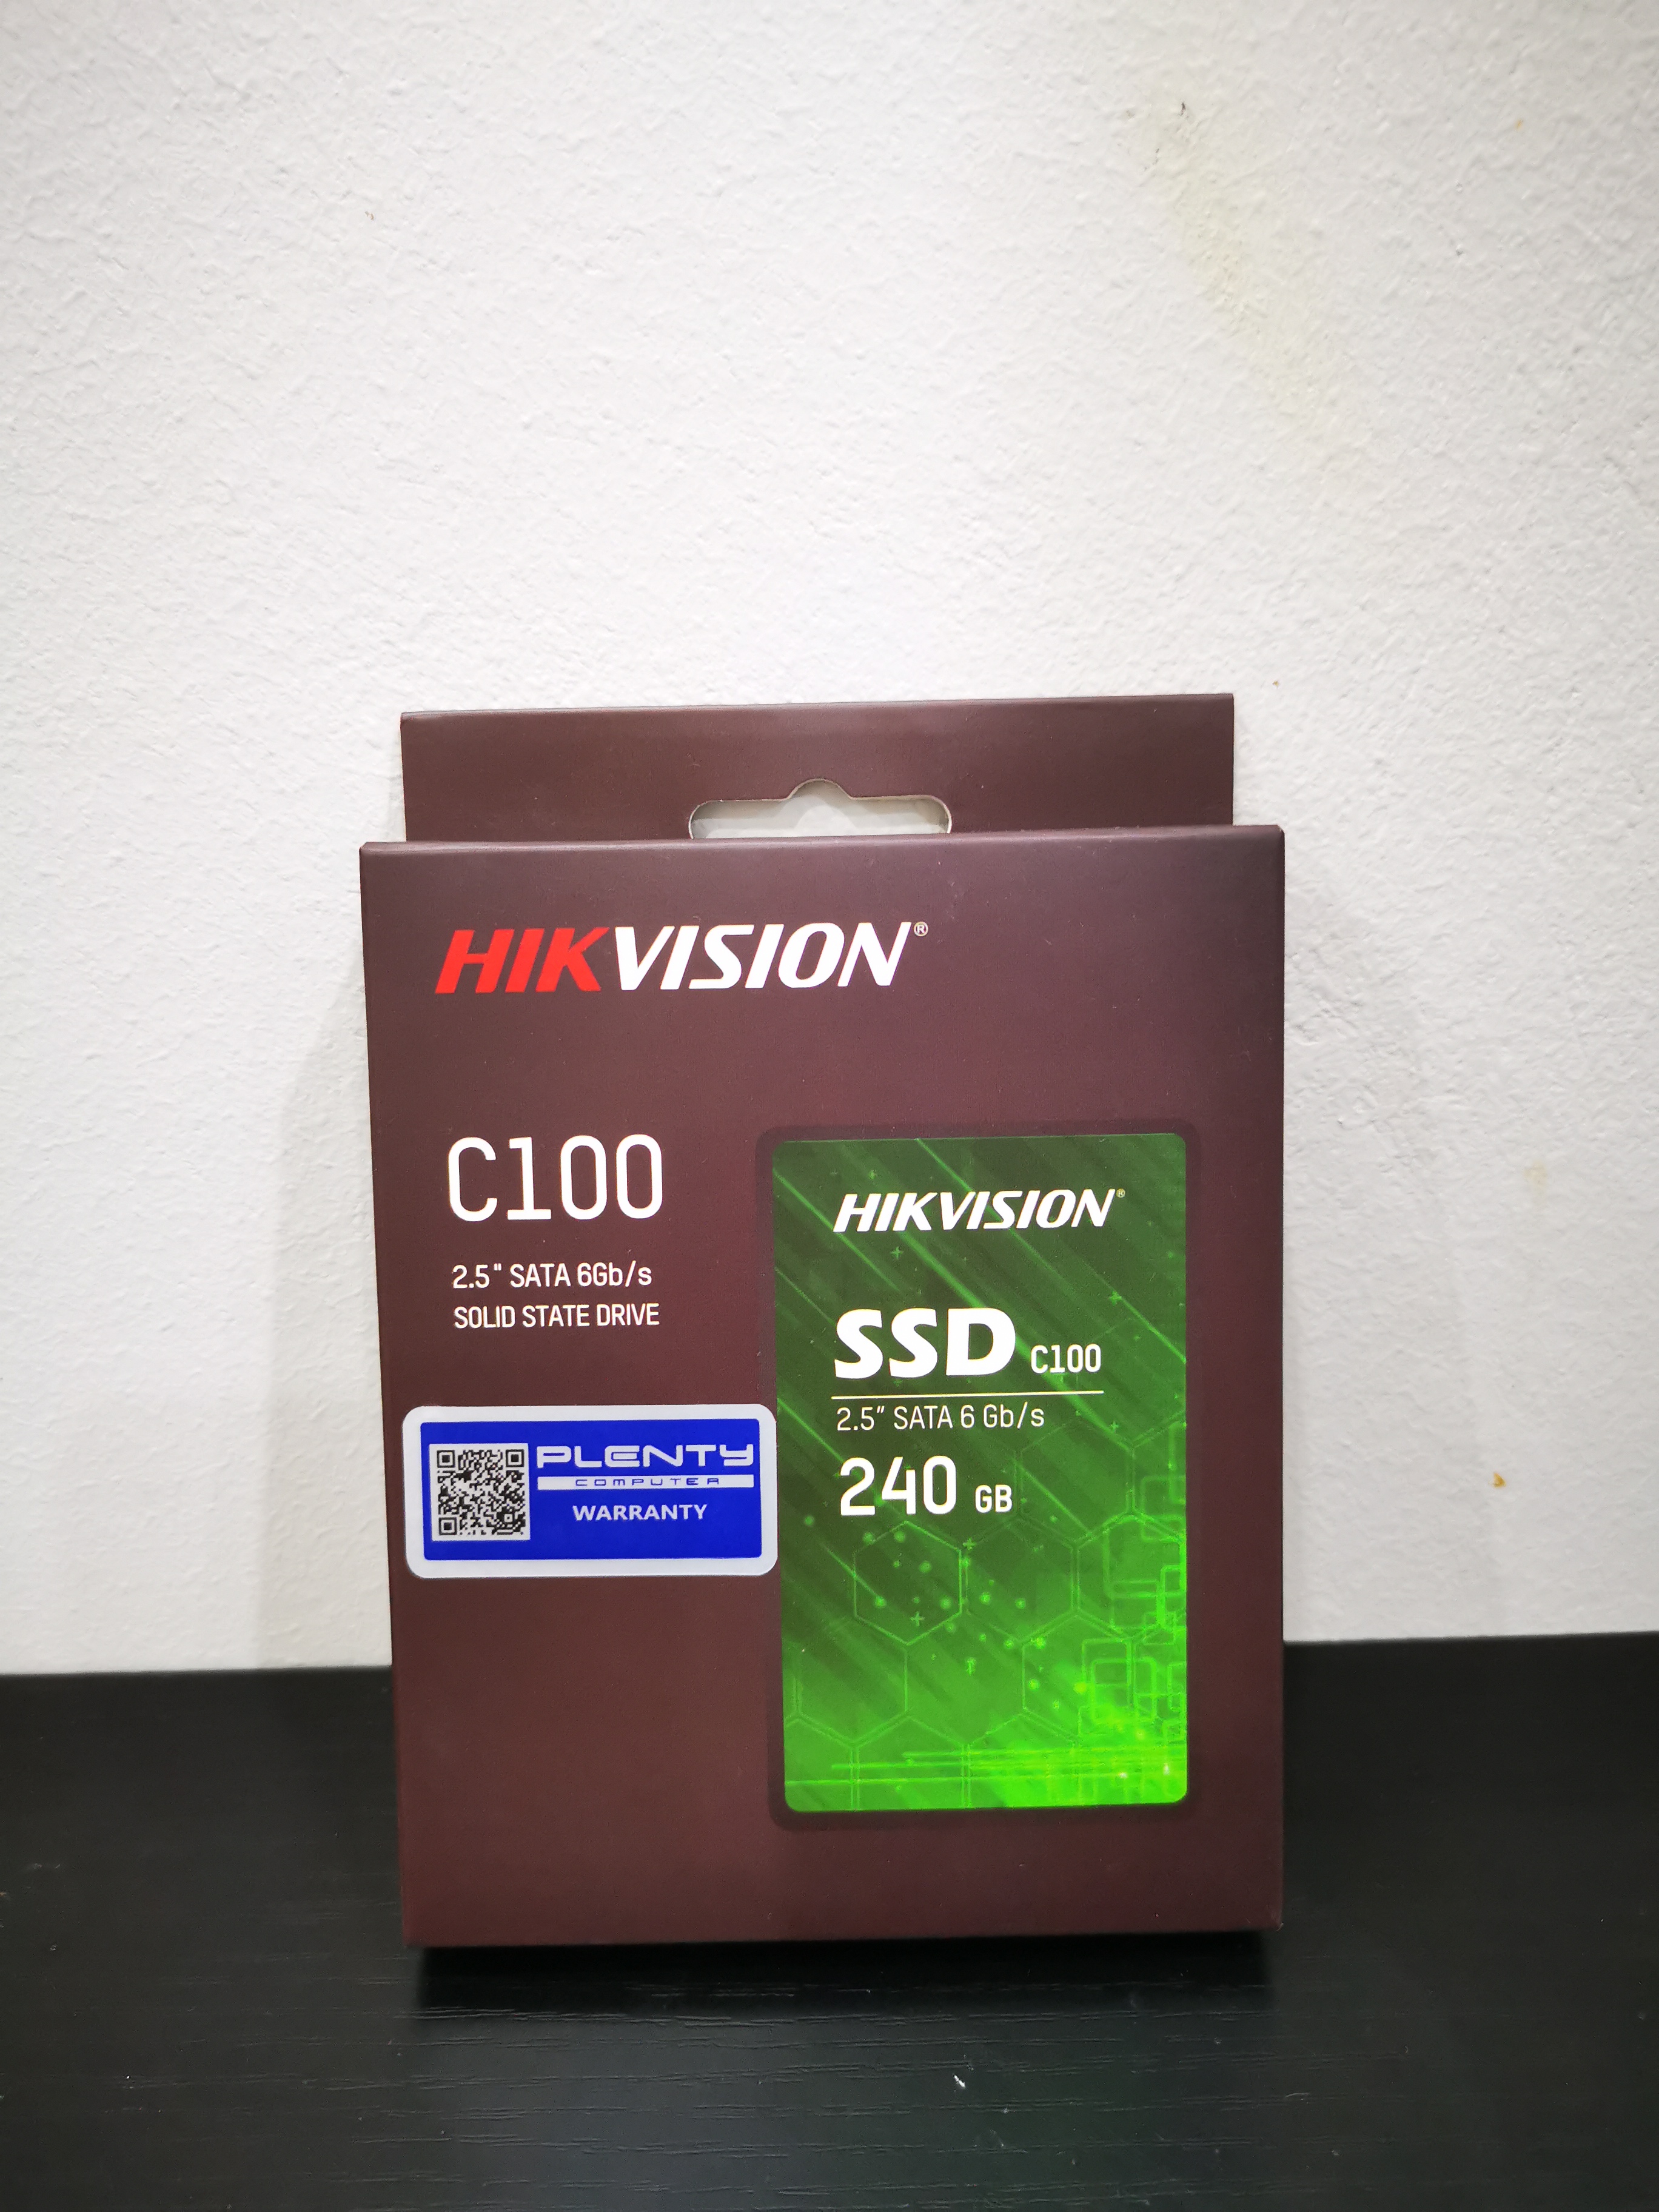 HIKVISION®
C100
2.5" SATA 6Gb/s
SOLID STATE DRIVE
PLENTY
COMPUTER
WARRANTY
HIKVISION®
SSD C100
2.5" SATA 6 Gb/s
240 GB